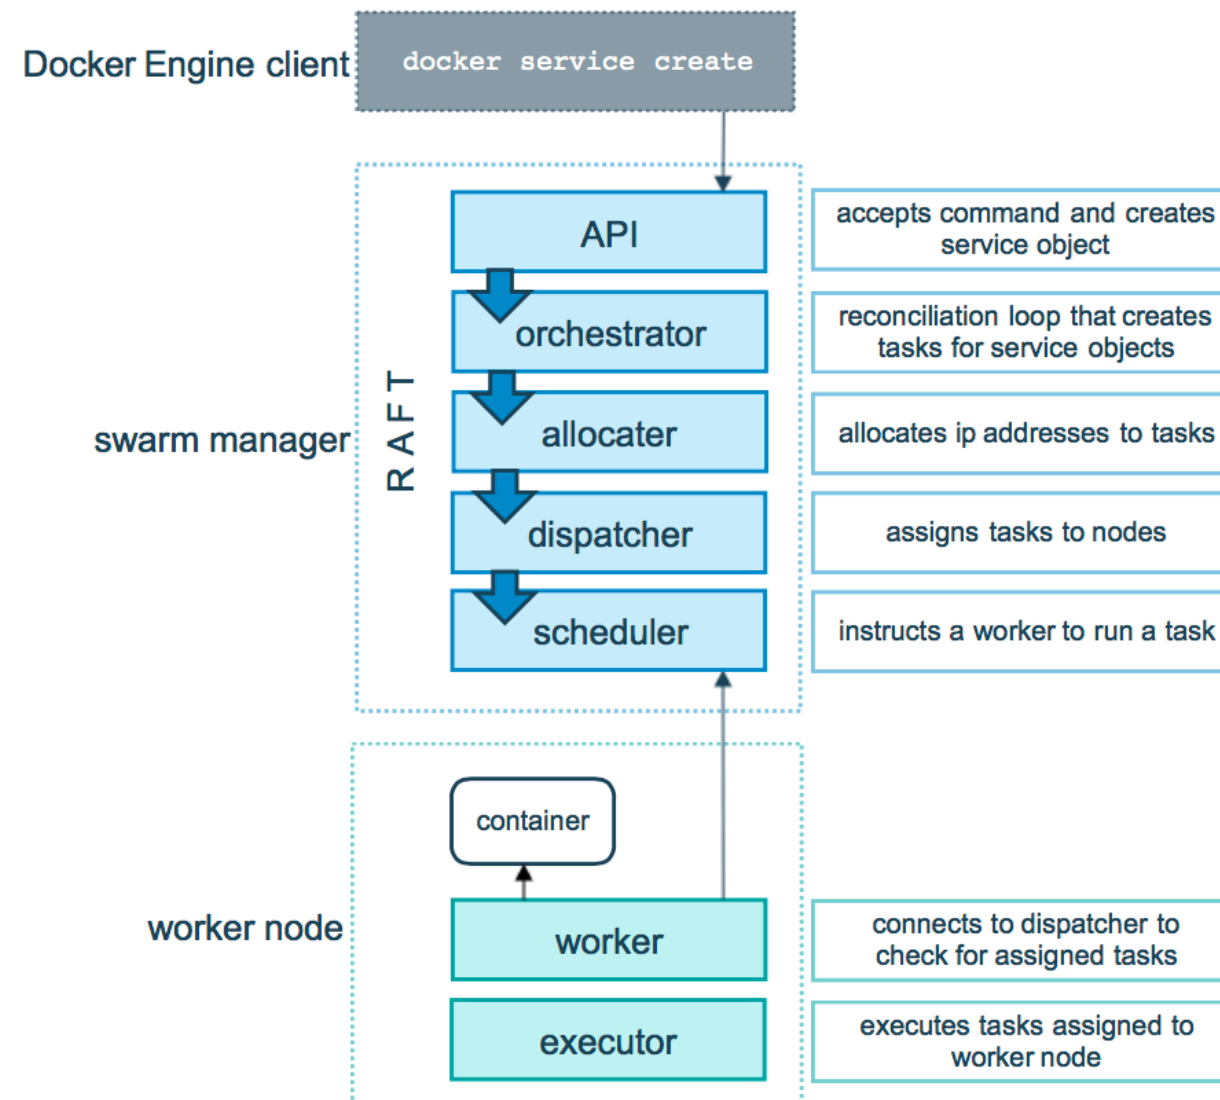 Docker Engine client
docker service create
API
accepts command and creates
service object
orchestrator
reconciliation loop that creates
tasks for service objects
RAFT
swarm manager
allocater
allocates ip addresses to tasks
dispatcher
assigns tasks to nodes
scheduler
instructs a worker to run a task
container
worker node
worker
connects to dispatcher to
check for assigned tasks
executor
executes tasks assigned to
worker node